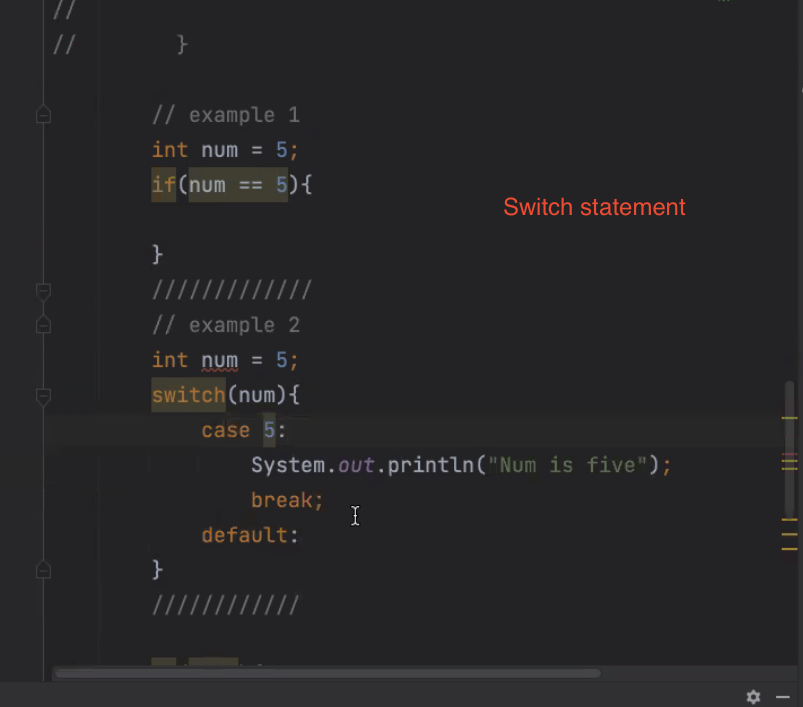 //
//        }
// example 1
int num = 5;
if(num == 5){
Switch statement
}
/////////////
// example 2
int num = 5;
switch(num){
case 5:
System.out.println("Num is five");
break;
default:
}
////////////